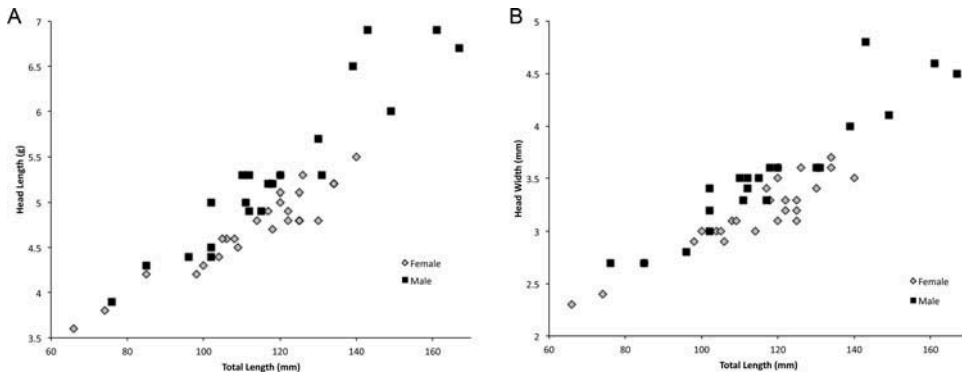 A
7
6.5
6
5.5
5
4.5
4
3.5
Head Length (g)
60 80 100 120 140 160
Total Length (mm)
Female
Male
B
5
4.5
4
3.5
3
2.5
2
Head Width (mm)
60 80 100 120 140 160
Total Length (mm)
Female
Male